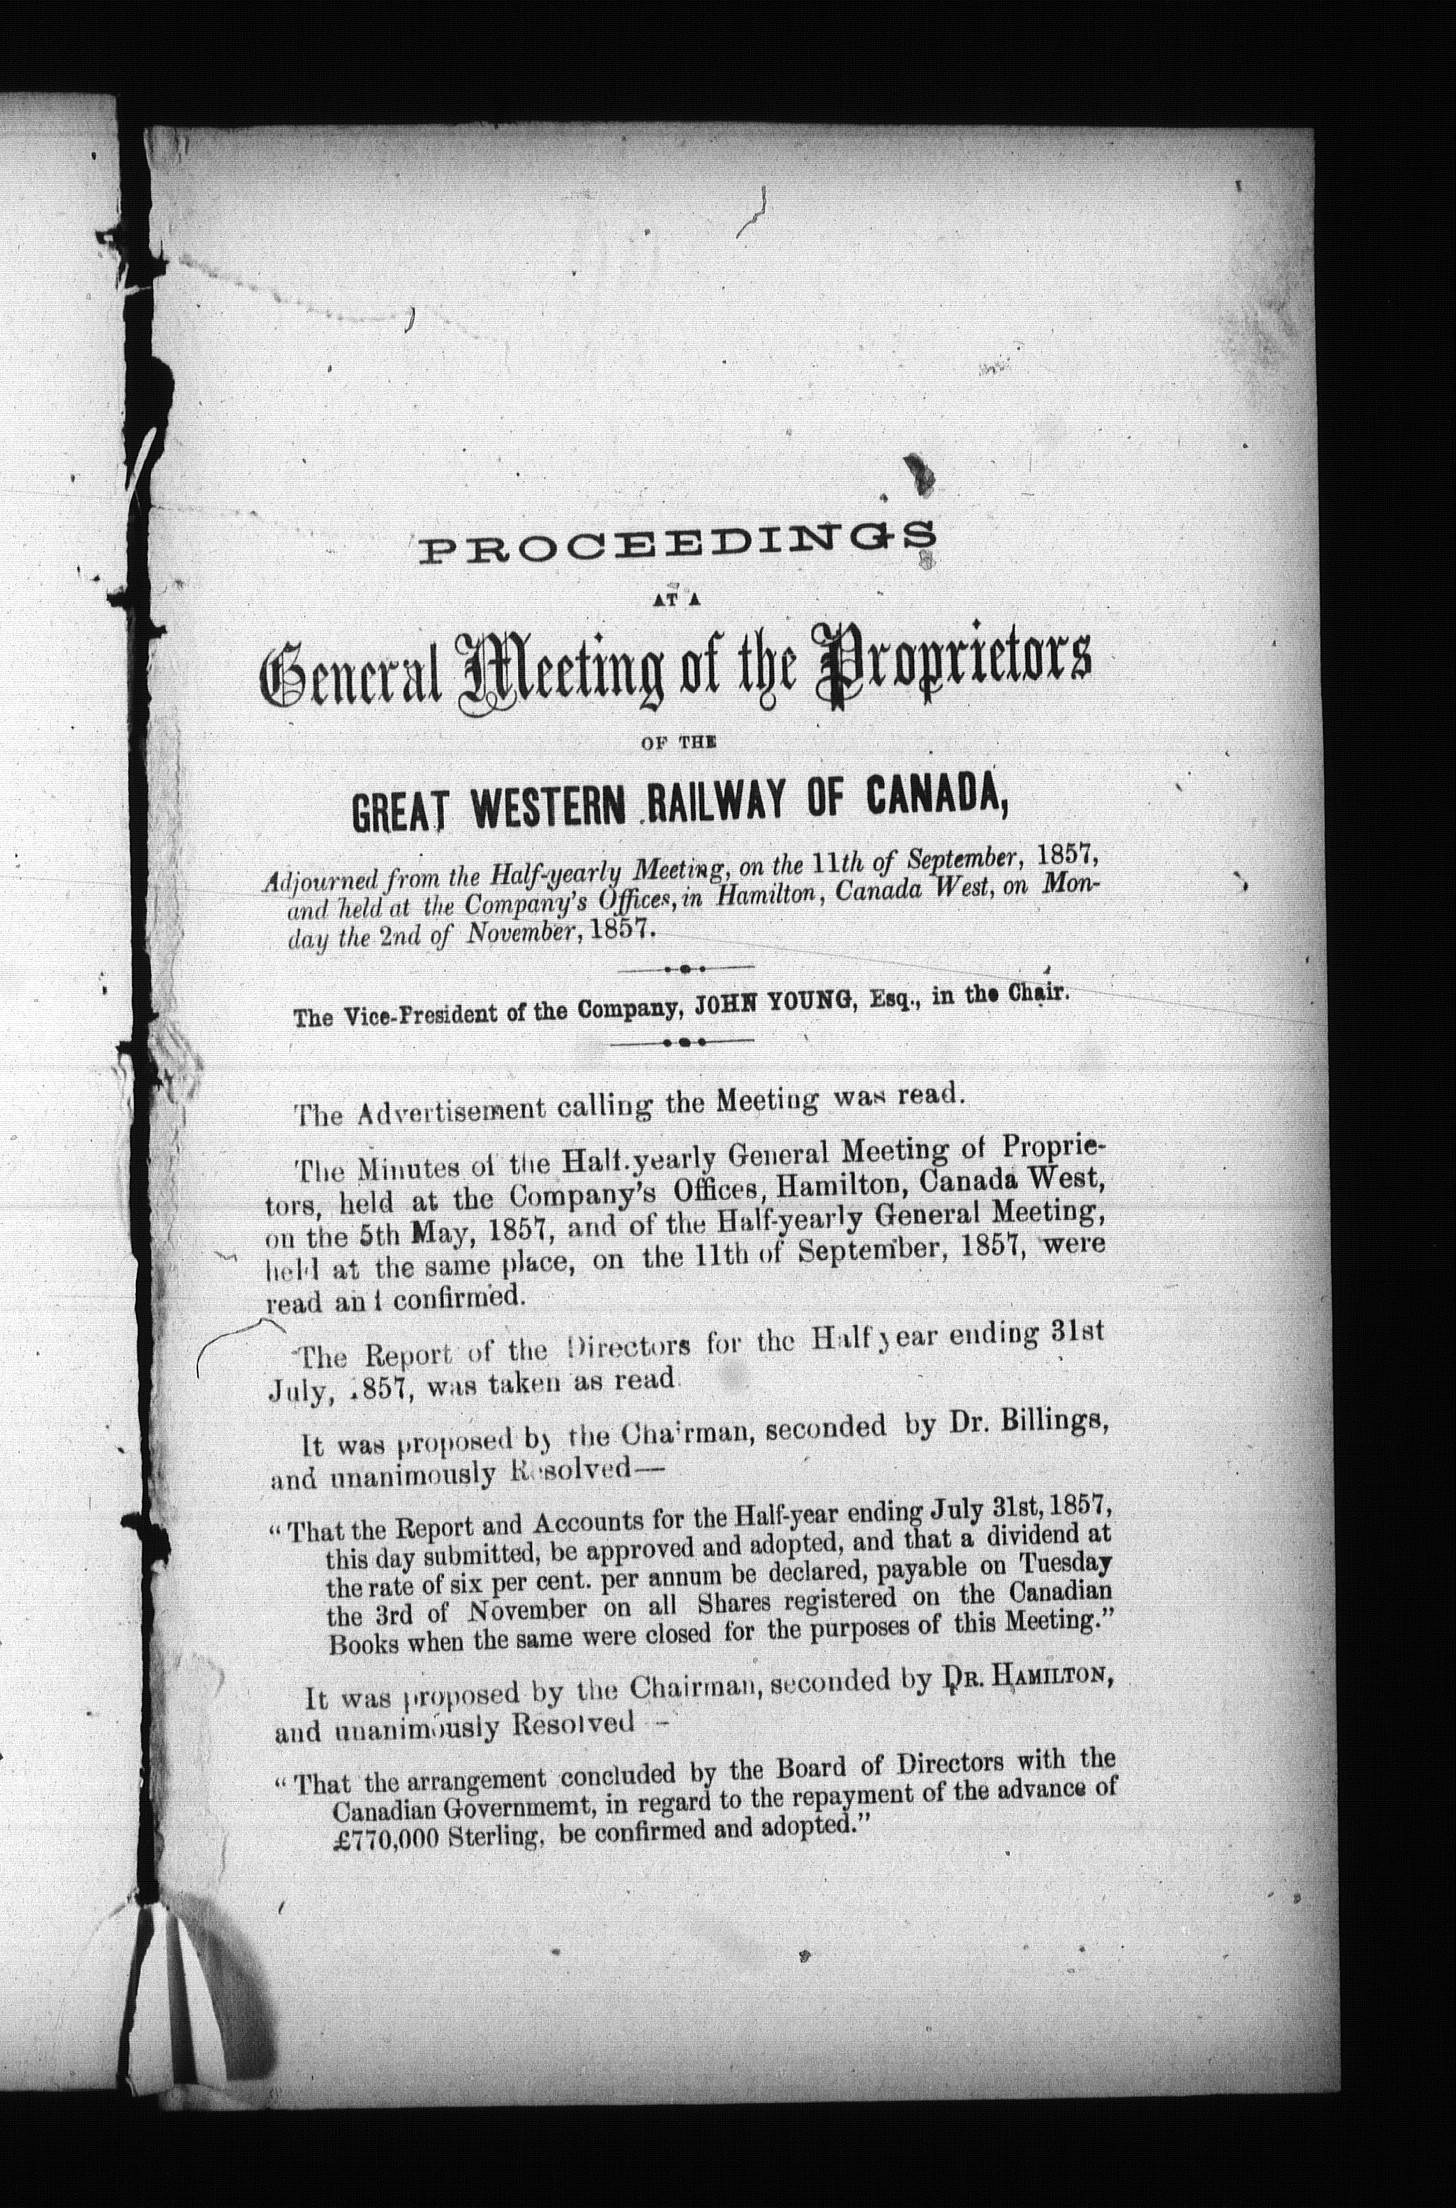 PROCEEDINGS
AT A
General Meeting of the Proprietors
OF THE
GREAT WESTERN RAILWAY OF CANADA,
Adjourned from the Half-yearly Meeting, on the 11th of September, 1857,
and held at the Company's Offices, in Hamilton, Canada West, on Mon-
day the 2nd of November, 1857.
The Vice-President of the Company, JOHN YOUNG, Esq., in the Chair.
The Advertisement calling the Meeting was read.
The Minutes of the Half-yearly General Meeting of Proprie-
tors, held at the Company's Offices, Hamilton, Canada West,
on the 5th May, 1857, and of the Half-yearly General Meeting,
held at the same place, on the 11th of September, 1857, were
read and confirmed.
The Report of the Directors for the Half year ending 31st
July, 1857, was taken as read.
It was proposed by the Chairman, seconded by Dr. Billings,
and unanimously Resolved—
"That the Report and Accounts for the Half-year ending July 31st, 1857,
this day submitted, be approved and adopted, and that a dividend at
the rate of six per cent. per annum be declared, payable on Tuesday
the 3rd of November on all Shares registered on the Canadian
Books when the same were closed for the purposes of this Meeting."
It was proposed by the Chairman, seconded by DR. HAMILTON,
and unanimously Resolved —
"That the arrangement concluded by the Board of Directors with the
Canadian Governmemt, in regard to the repayment of the advance of
£770,000 Sterling, be confirmed and adopted."